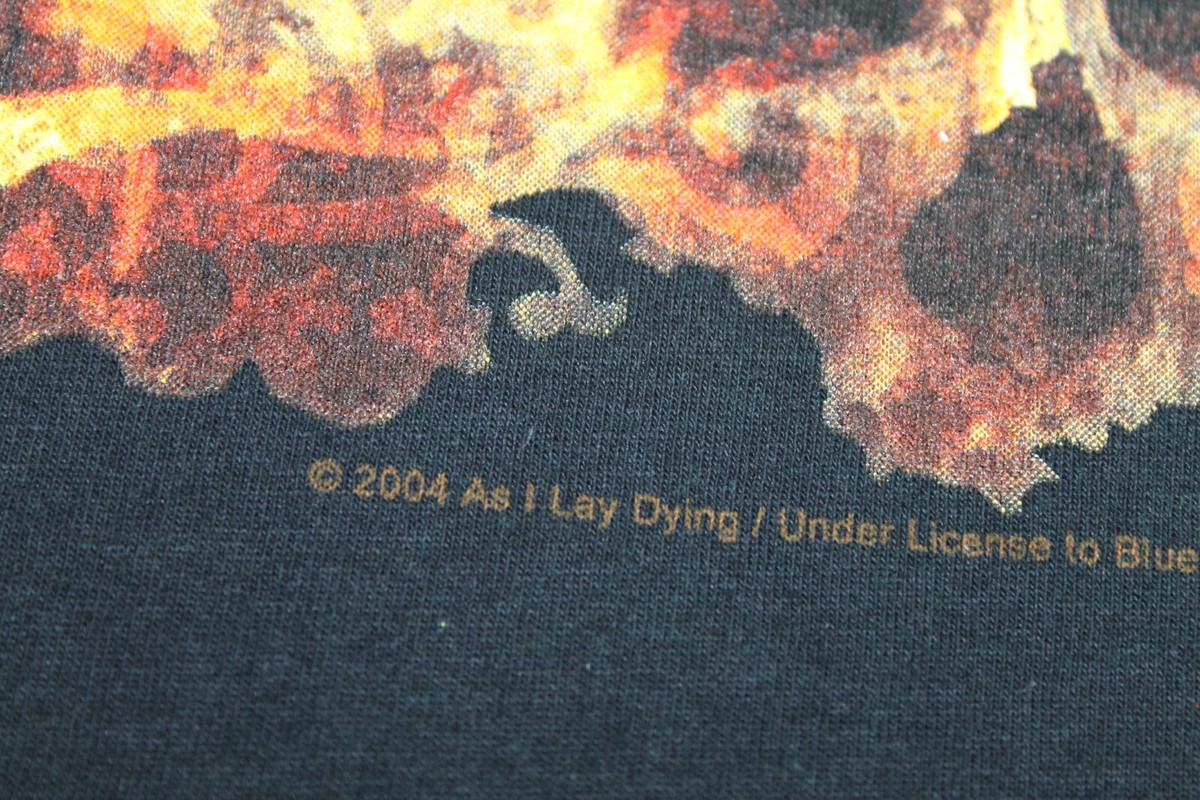 © 2004 As I Lay Dying / Under License to Blue